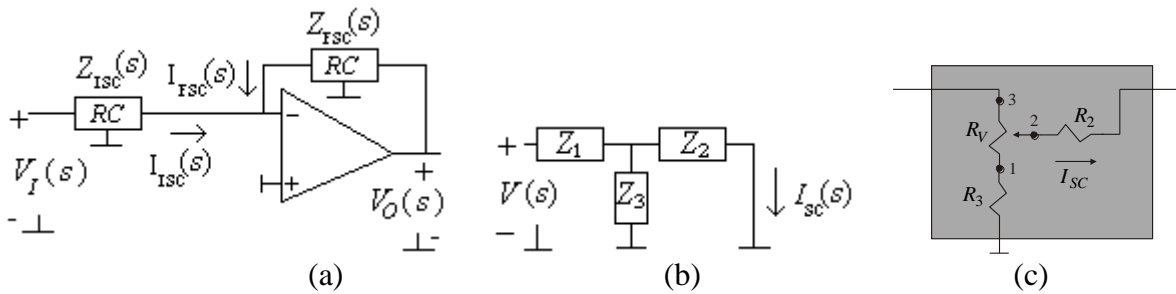 Z_ISC(s)
RC
I_FSC(s)
I_ISC(s)
Z_FSC(s)
RC
+
V_I(s)
-
-
+
+
V_O(s)
-
(a)
+
Z_1
Z_2
Z_3
V(s)
-
I_SC(s)
(b)
3
R_V
2
R_2
1
I_SC
R_3
(c)